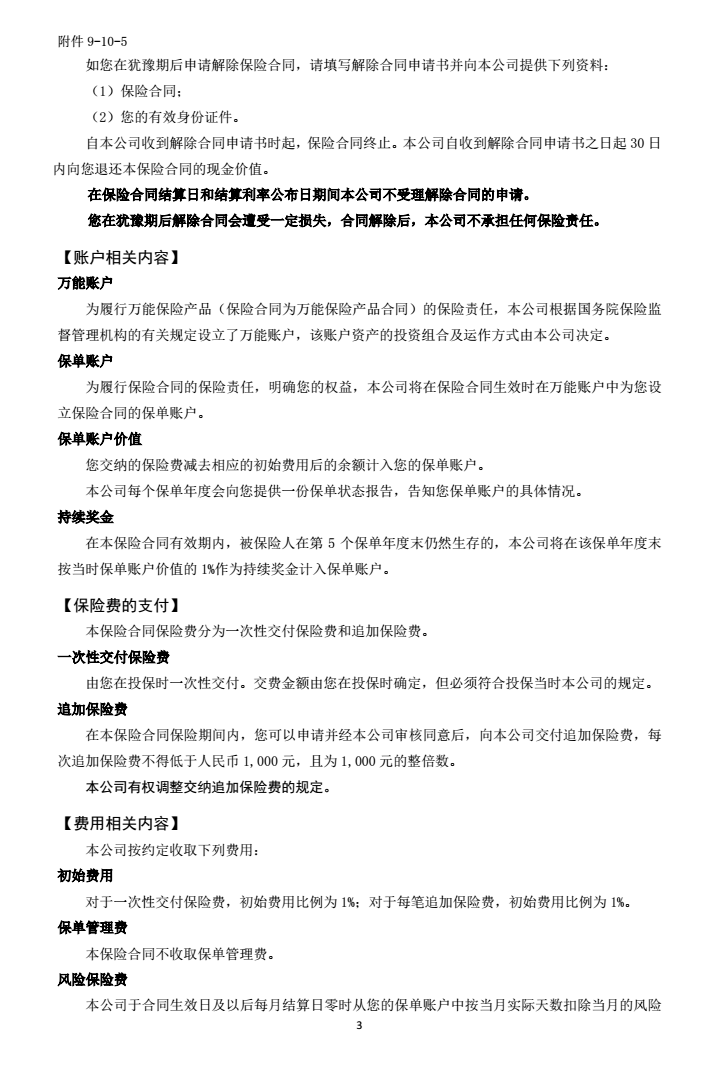 附件 9-10-5
如您在犹豫期后申请解除保险合同，请填写解除合同申请书并向本公司提供下列资料：
（1）保险合同；
（2）您的有效身份证件。
自本公司收到解除合同申请书时起，保险合同终止。本公司自收到解除合同申请书之日起 30 日
内向您退还本保险合同的现金价值。
在保险合同结算日和结算利率公布日期间本公司不受理解除合同的申请。
您在犹豫期后解除合同会遭受一定损失，合同解除后，本公司不承担任何保险责任。
【账户相关内容】
万能账户
为履行万能保险产品（保险合同为万能保险产品合同）的保险责任，本公司根据国务院保险监
督管理机构的有关规定设立了万能账户，该账户资产的投资组合及运作方式由本公司决定。
保单账户
为履行保险合同的保险责任，明确您的权益，本公司将在保险合同生效时在万能账户中为您设
立保险合同的保单账户。
保单账户价值
您交纳的保险费减去相应的初始费用后的余额计入您的保单账户。
本公司每个保单年度会向您提供一份保单状态报告，告知您保单账户的具体情况。
持续奖金
在本保险合同有效期内，被保险人在第 5 个保单年度末仍然生存的，本公司将在该保单年度末
按当时保单账户价值的 1%作为持续奖金计入保单账户。
【保险费的支付】
本保险合同保险费分为一次性交付保险费和追加保险费。
一次性交付保险费
由您在投保时一次性交付。交费金额由您在投保时确定，但必须符合投保当时本公司的规定。
追加保险费
在本保险合同保险期间内，您可以申请并经本公司审核同意后，向本公司交付追加保险费，每
次追加保险费不得低于人民币 1,000 元，且为 1,000 元的整倍数。
本公司有权调整交纳追加保险费的规定。
【费用相关内容】
本公司按约定收取下列费用：
初始费用
对于一次性交付保险费，初始费用比例为 1%；对于每笔追加保险费，初始费用比例为 1%。
保单管理费
本保险合同不收取保单管理费。
风险保险费
本公司于合同生效日及以后每月结算日零时从您的保单账户中按当月实际天数扣除当月的风险
3